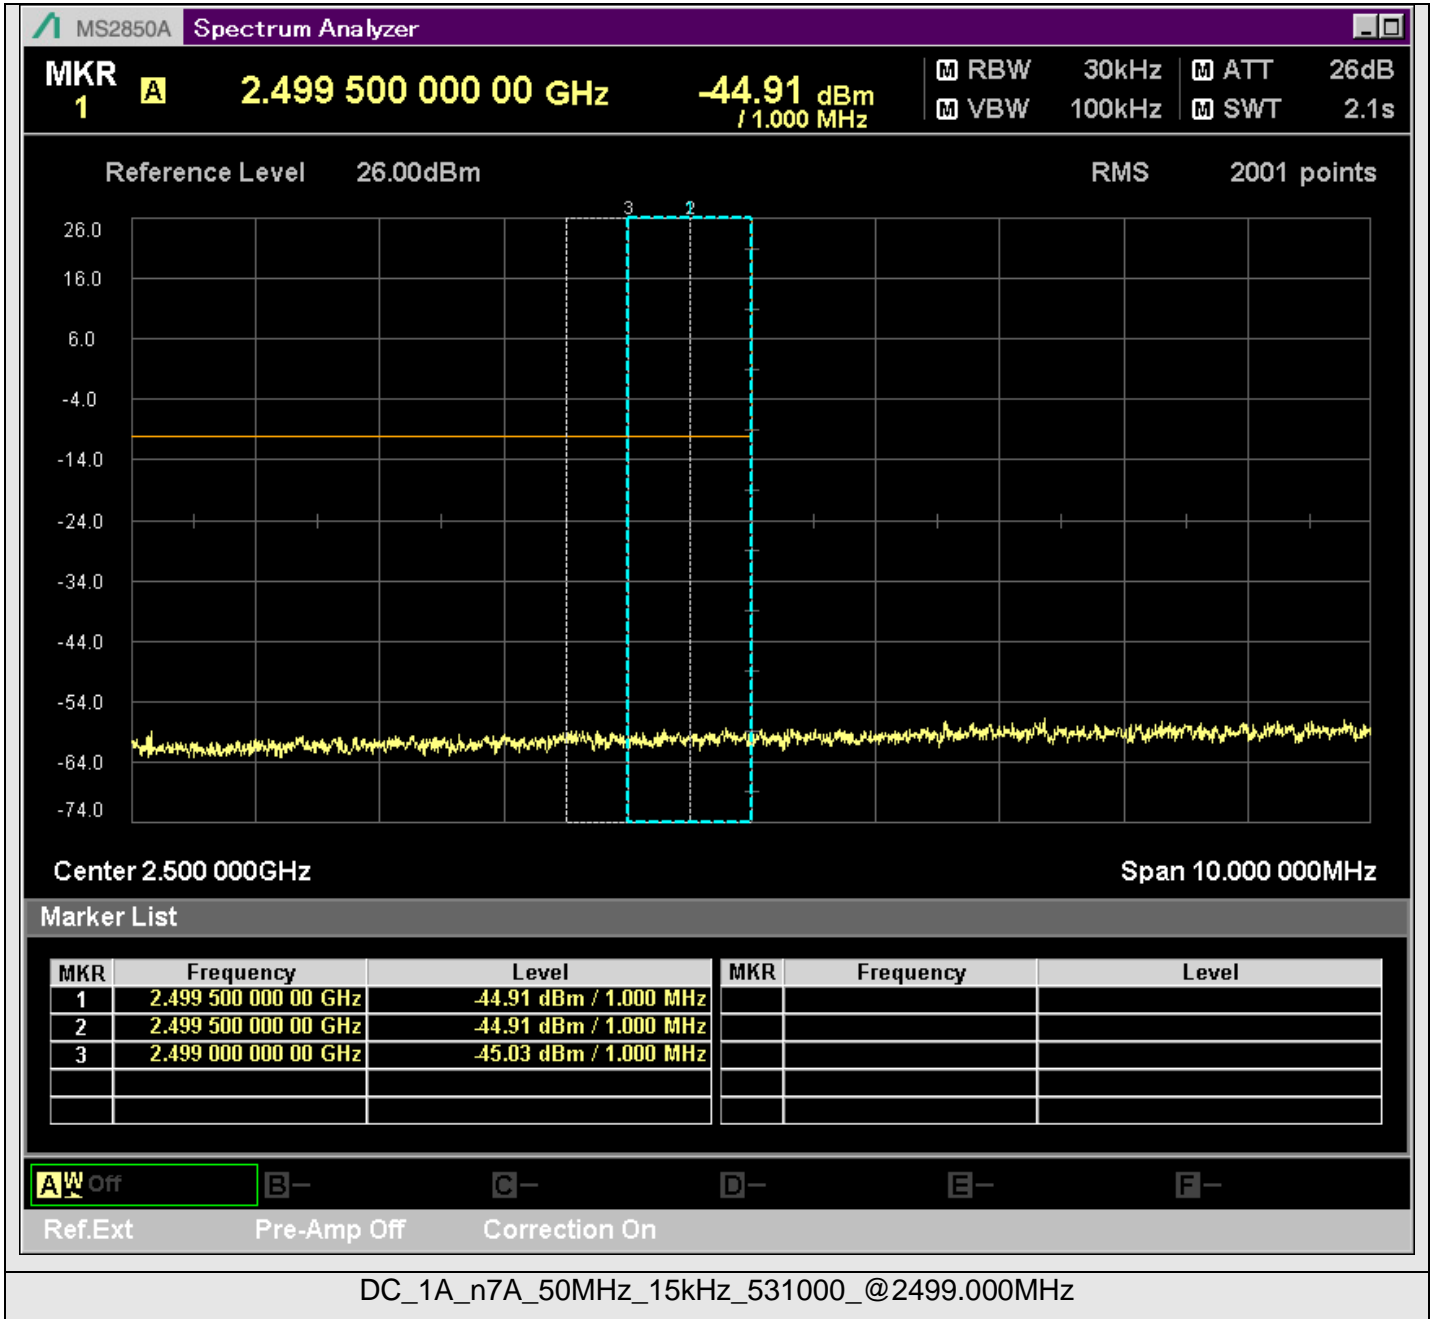 MS2850A Spectrum Analyzer
MKR 1 A 2.499 500 000 00 GHz -44.91 dBm / 1.000 MHz
M RBW 30kHz M ATT 26dB
M VBW 100kHz M SWT 2.1s
Reference Level 26.00dBm RMS 2001 points
3 2
26.0
16.0
6.0
-4.0
-14.0
-24.0
-34.0
-44.0
-54.0
-64.0
-74.0
Center 2.500 000GHz Span 10.000 000MHz
Marker List
MKR Frequency Level MKR Frequency Level
1 2.499 500 000 00 GHz -44.91 dBm / 1.000 MHz
2 2.499 500 000 00 GHz -44.91 dBm / 1.000 MHz
3 2.499 000 000 00 GHz -45.03 dBm / 1.000 MHz
A W Off B - C - D - E - F -
Ref.Ext Pre-Amp Off Correction On
DC_1A_n7A_50MHz_15kHz_531000_@2499.000MHz